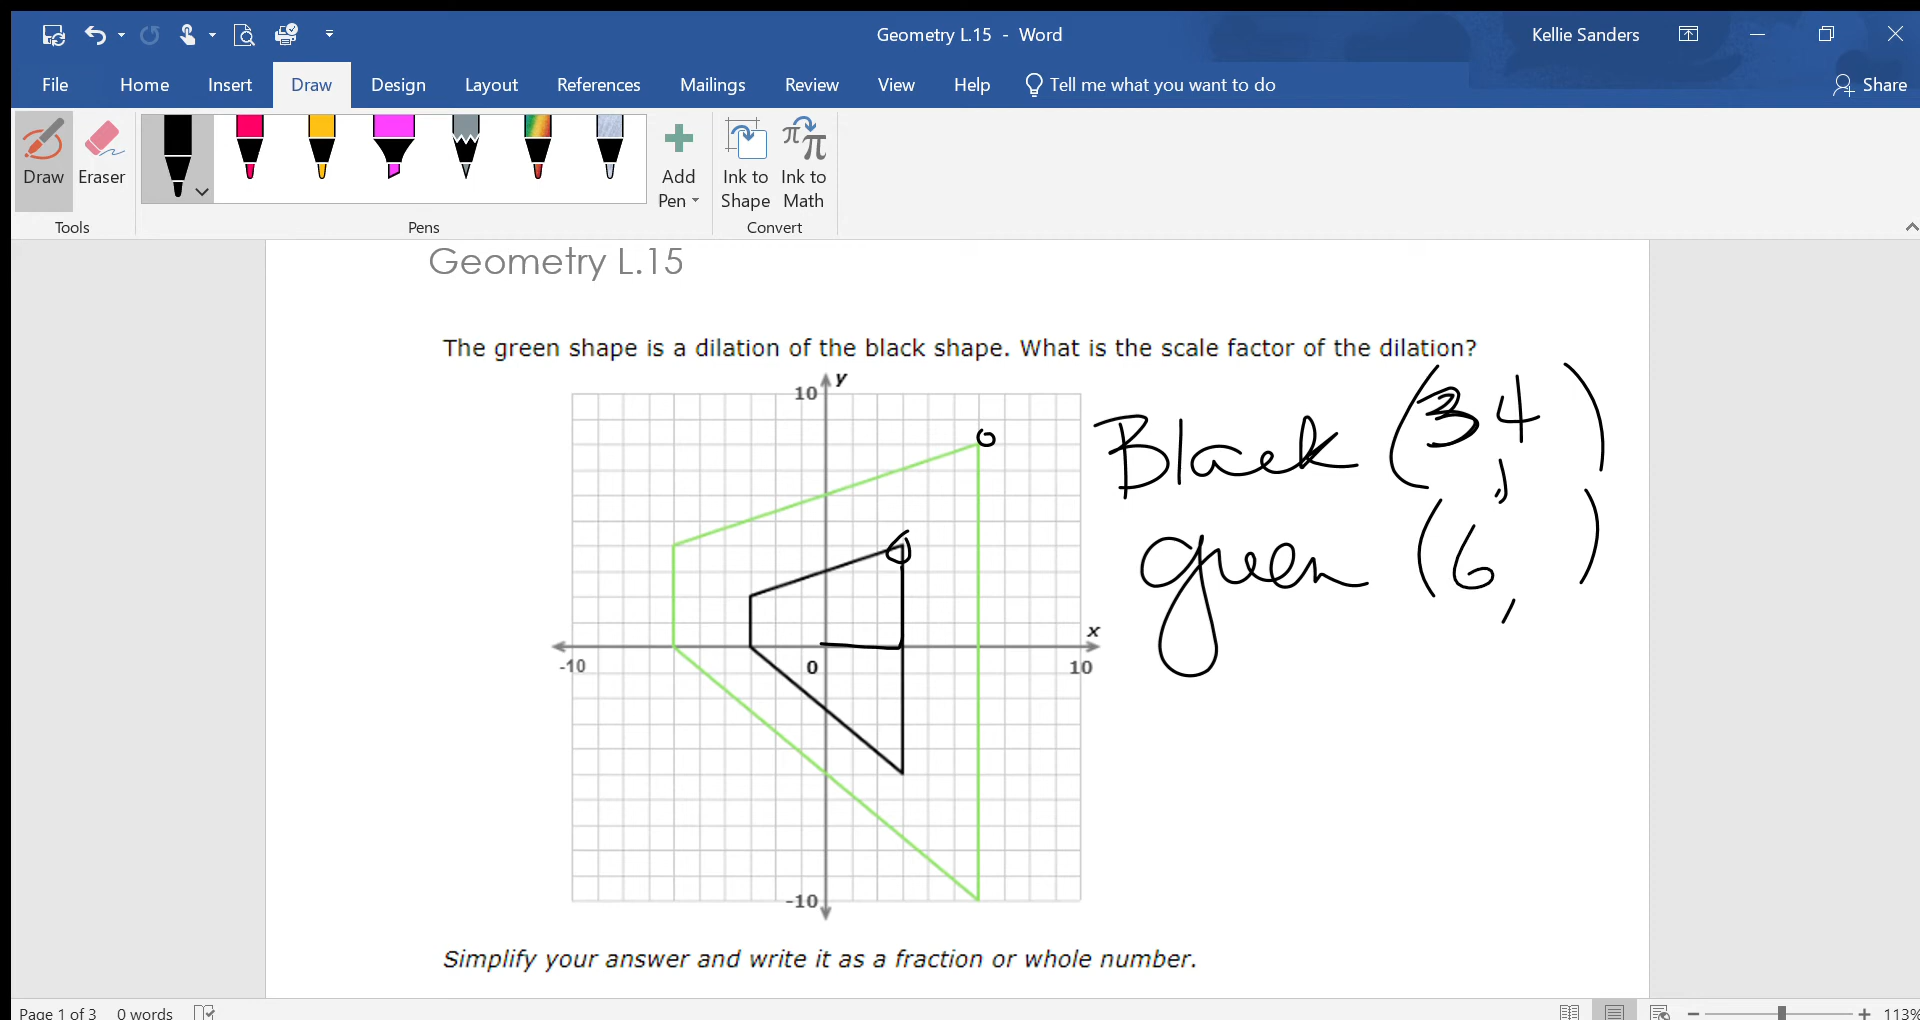 Geometry L.15 - Word
Kellie Sanders
File Home Insert Draw Design Layout References Mailings Review View Help Tell me what you want to do Share
Draw Eraser Add Pen Ink to Shape Ink to Math
Tools Pens Convert
Geometry L.15
The green shape is a dilation of the black shape. What is the scale factor of the dilation?
y
10
x
-10 0 10
-10
Black (3, 4)
green (6, )
Simplify your answer and write it as a fraction or whole number.
Page 1 of 3 0 words 113%